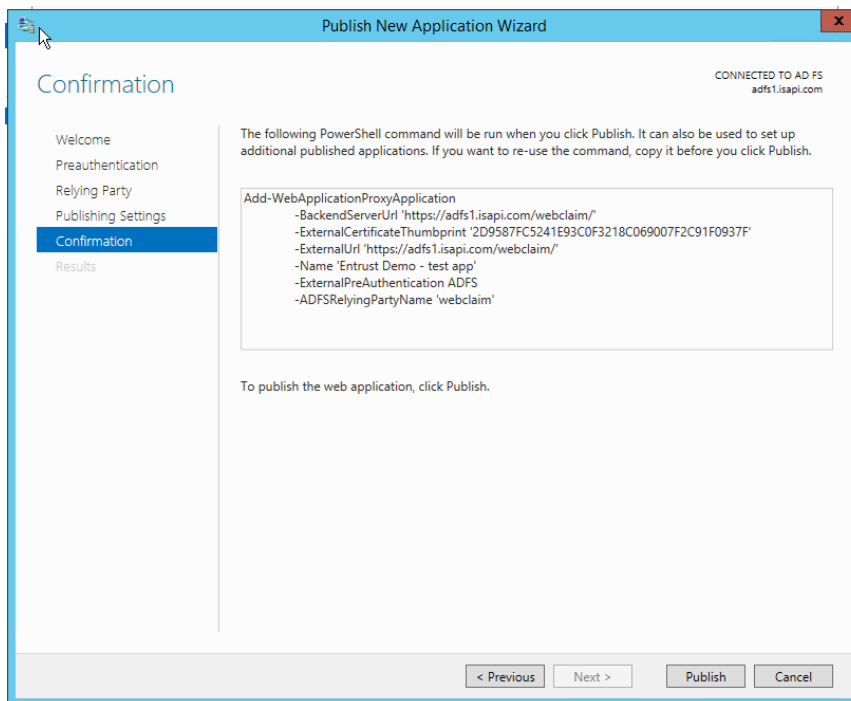 Publish New Application Wizard
x
Confirmation
CONNECTED TO AD FS
adfs1.isapi.com
Welcome
Preauthentication
Relying Party
Publishing Settings
Confirmation
Results
The following PowerShell command will be run when you click Publish. It can also be used to set up
additional published applications. If you want to re-use the command, copy it before you click Publish.
Add-WebApplicationProxyApplication
-BackendServerUrl 'https://adfs1.isapi.com/webclaim/'
-ExternalCertificateThumbprint '2D9587FC5241E93C0F3218C069007F2C91F0937F'
-ExternalUrl 'https://adfs1.isapi.com/webclaim/'
-Name 'Entrust Demo - test app'
-ExternalPreAuthentication ADFS
-ADFSRelyingPartyName 'webclaim'
To publish the web application, click Publish.
< Previous
Next >
Publish
Cancel